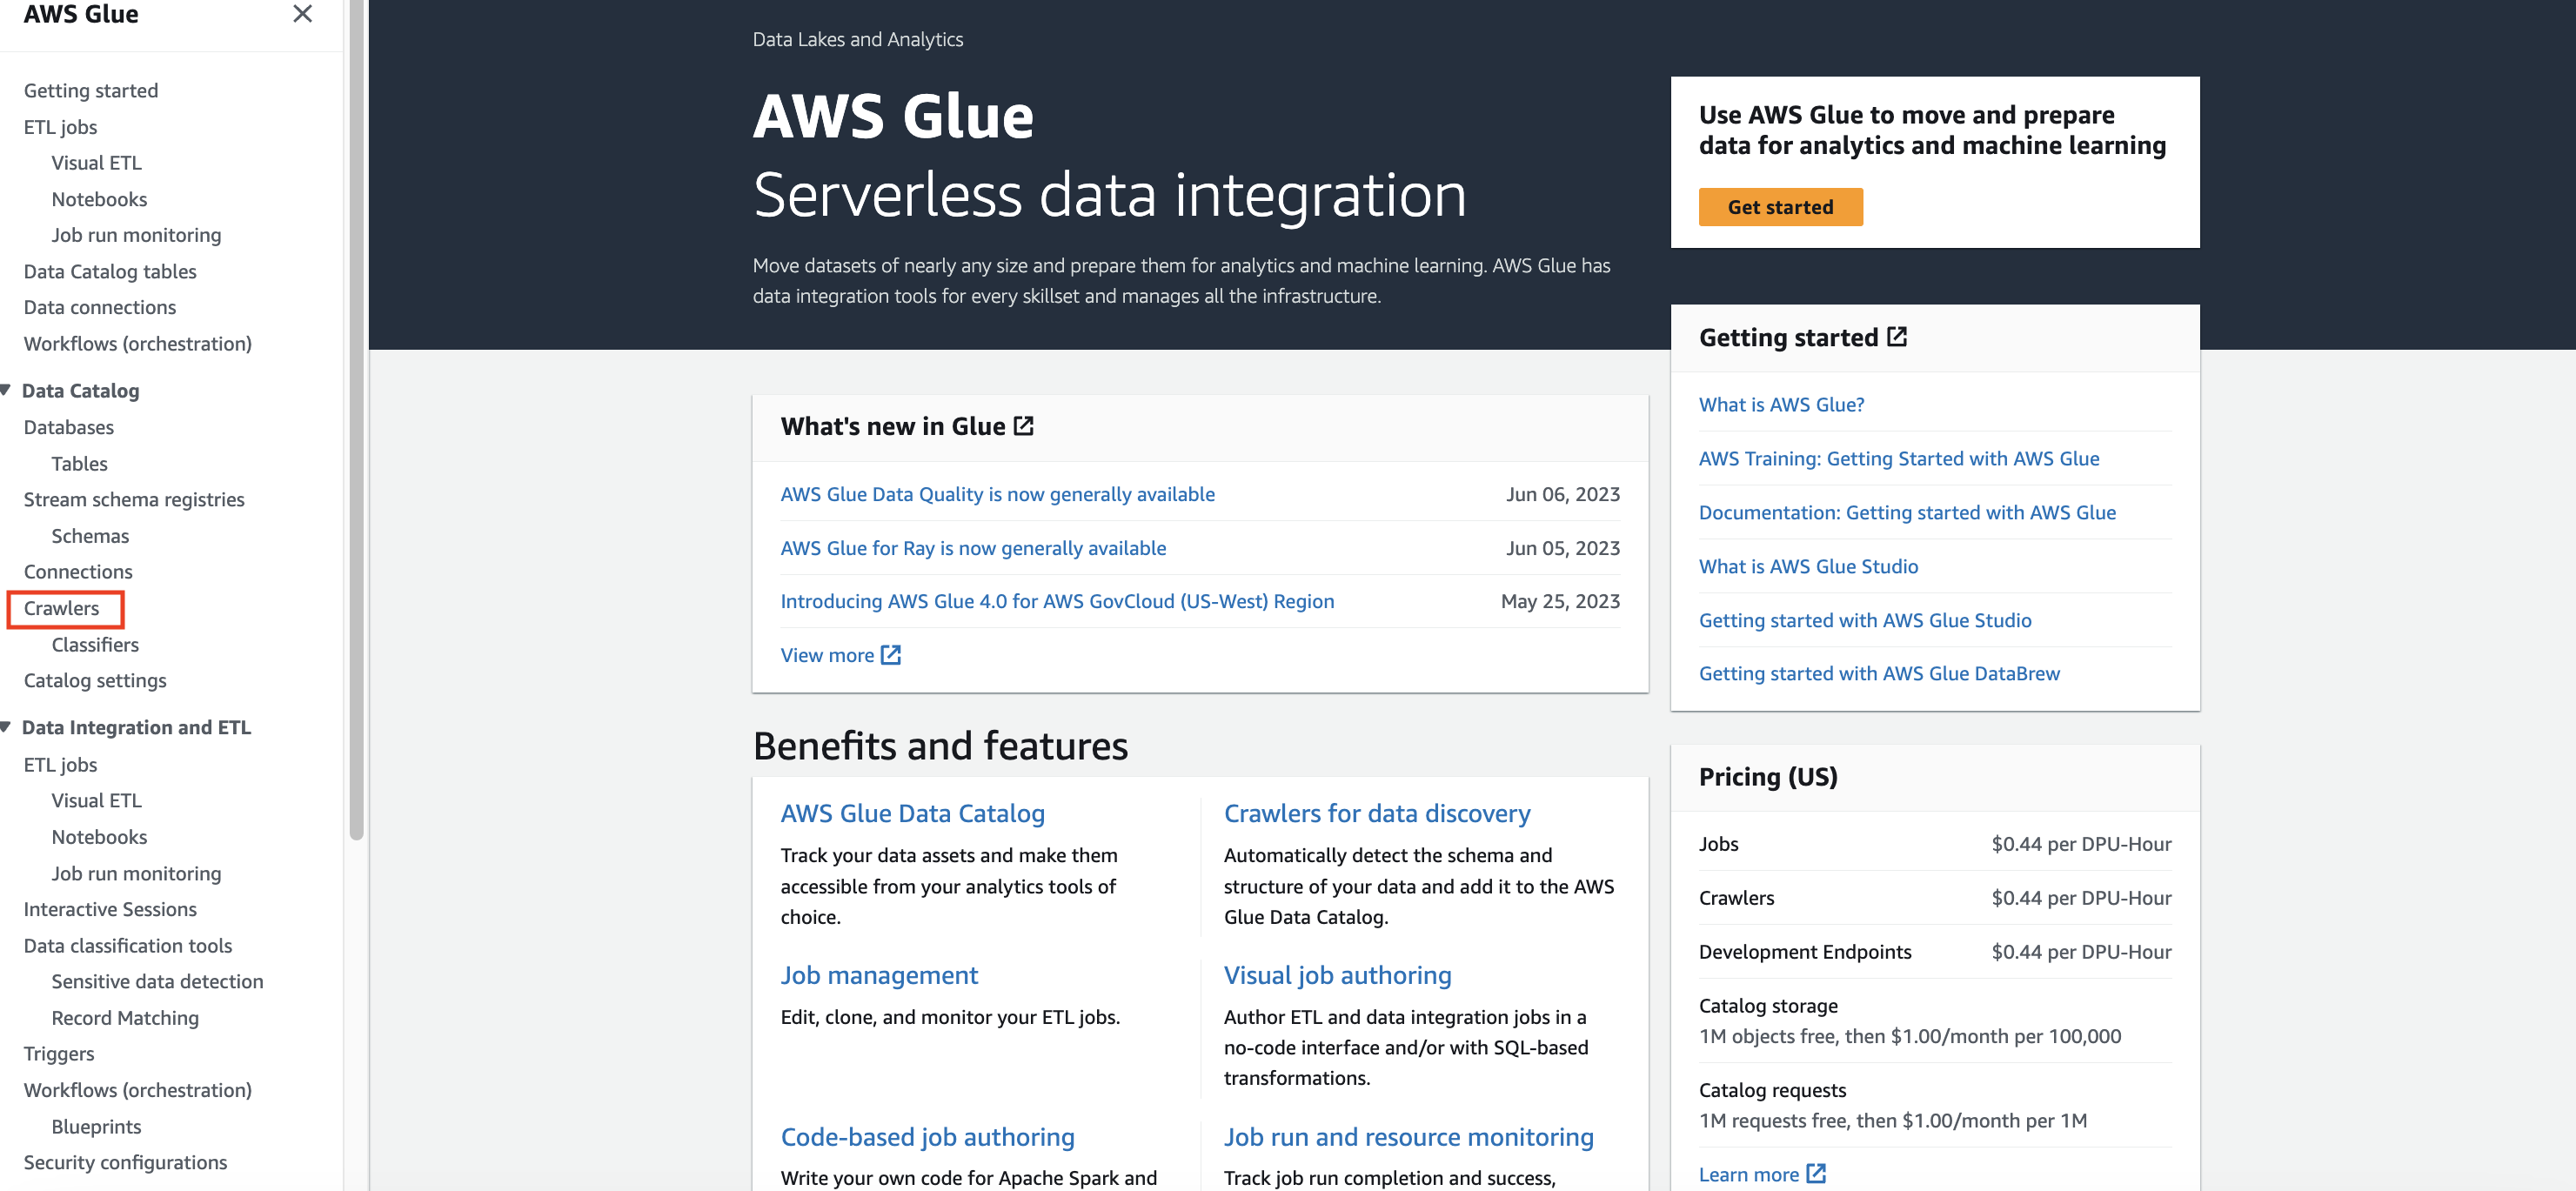 AWS Glue
Getting started
ETL jobs
Visual ETL
Notebooks
Job run monitoring
Data Catalog tables
Data connections
Workflows (orchestration)
Data Catalog
Databases
Tables
Stream schema registries
Schemas
Connections
Crawlers
Classifiers
Catalog settings
Data Integration and ETL
ETL jobs
Visual ETL
Notebooks
Job run monitoring
Interactive Sessions
Data classification tools
Sensitive data detection
Record Matching
Triggers
Workflows (orchestration)
Blueprints
Security configurations
Data Lakes and Analytics
AWS Glue
Serverless data integration
Move datasets of nearly any size and prepare them for analytics and machine learning. AWS Glue has
data integration tools for every skillset and manages all the infrastructure.
Use AWS Glue to move and prepare
data for analytics and machine learning
Get started
What's new in Glue
AWS Glue Data Quality is now generally available Jun 06, 2023
AWS Glue for Ray is now generally available Jun 05, 2023
Introducing AWS Glue 4.0 for AWS GovCloud (US-West) Region May 25, 2023
View more
Benefits and features
AWS Glue Data Catalog
Track your data assets and make them
accessible from your analytics tools of
choice.
Crawlers for data discovery
Automatically detect the schema and
structure of your data and add it to the AWS
Glue Data Catalog.
Job management
Edit, clone, and monitor your ETL jobs.
Visual job authoring
Author ETL and data integration jobs in a
no-code interface and/or with SQL-based
transformations.
Code-based job authoring
Write your own code for Apache Spark and
Job run and resource monitoring
Track job run completion and success,
Getting started
What is AWS Glue?
AWS Training: Getting Started with AWS Glue
Documentation: Getting started with AWS Glue
What is AWS Glue Studio
Getting started with AWS Glue Studio
Getting started with AWS Glue DataBrew
Pricing (US)
Jobs $0.44 per DPU-Hour
Crawlers $0.44 per DPU-Hour
Development Endpoints $0.44 per DPU-Hour
Catalog storage
1M objects free, then $1.00/month per 100,000
Catalog requests
1M requests free, then $1.00/month per 1M
Learn more